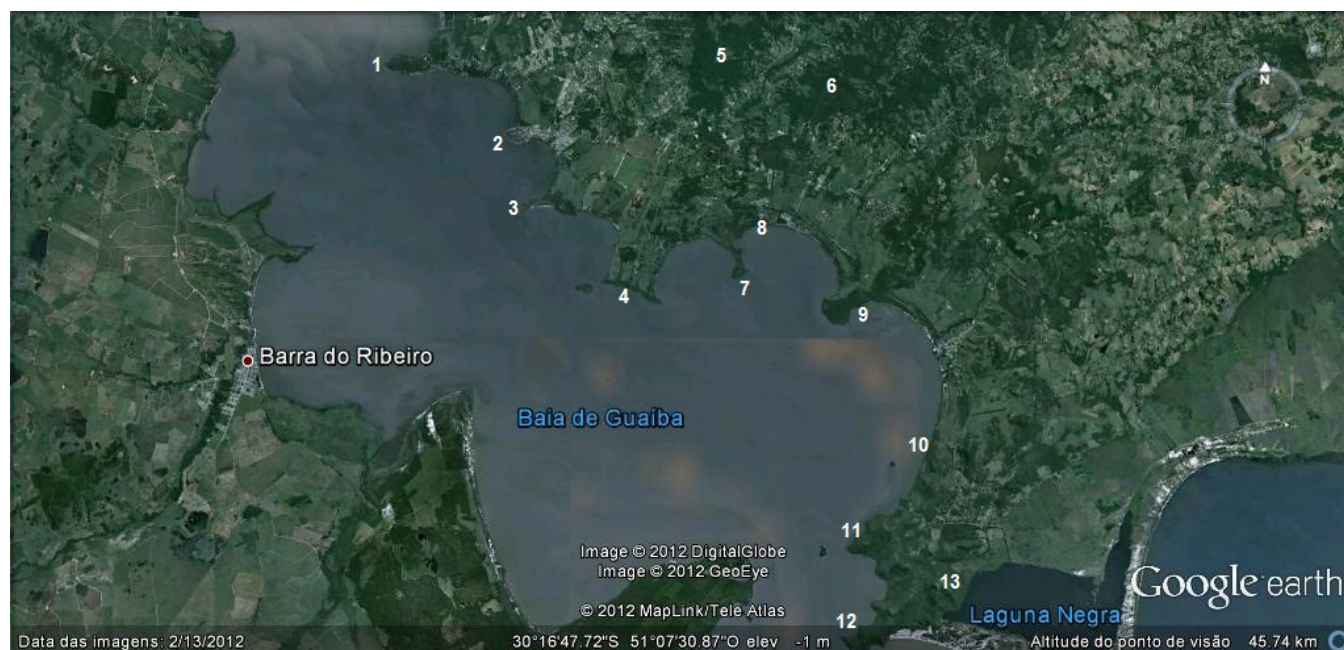 1
5
6
N
2
3
8
4
7
9
Barra do Ribeiro
Baia de Guaíba
10
11
Image © 2012 DigitalGlobe
Image © 2012 GeoEye
13
© 2012 MapLink/Tele Atlas
12
Laguna Negra
Google earth
Data das imagens: 2/13/2012 30°16'47.72"S 51°07'30.87"O elev -1 m Altitude do ponto de visão 45.74 km